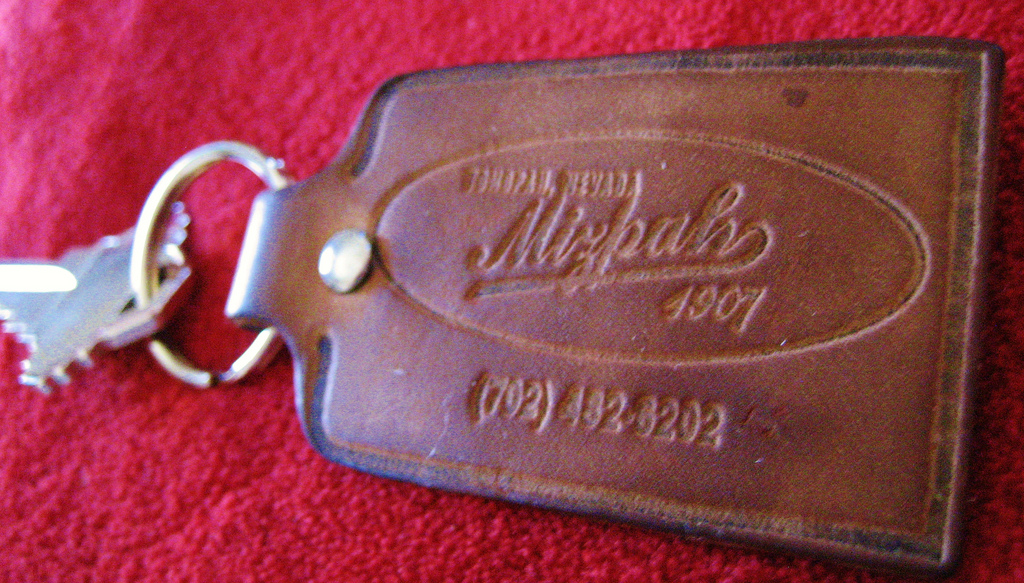 TONOPAH, NEVADA
Mizpah
1907
(702) 482-6202